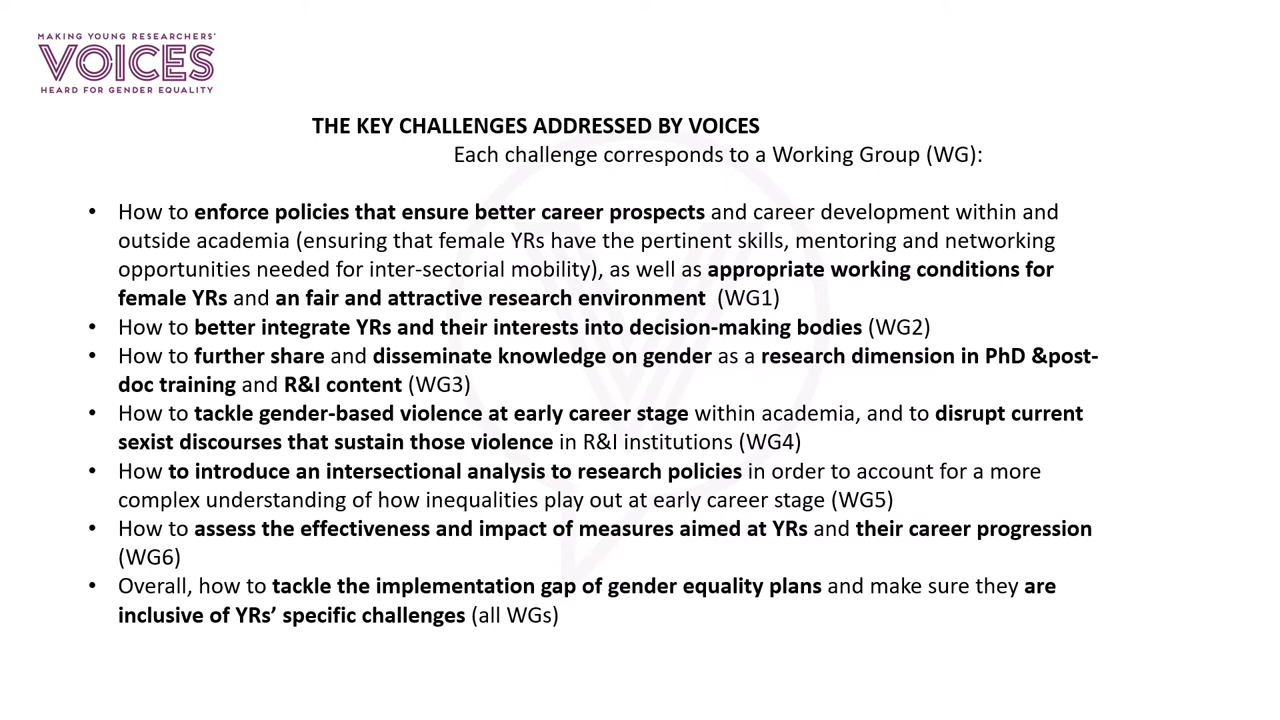 MAKING YOUNG RESEARCHERS'
VOICES
HEARD FOR GENDER EQUALITY
THE KEY CHALLENGES ADDRESSED BY VOICES
Each challenge corresponds to a Working Group (WG):
• How to enforce policies that ensure better career prospects and career development within and
outside academia (ensuring that female YRs have the pertinent skills, mentoring and networking
opportunities needed for inter-sectorial mobility), as well as appropriate working conditions for
female YRs and an fair and attractive research environment (WG1)
• How to better integrate YRs and their interests into decision-making bodies (WG2)
• How to further share and disseminate knowledge on gender as a research dimension in PhD &post-
doc training and R&I content (WG3)
• How to tackle gender-based violence at early career stage within academia, and to disrupt current
sexist discourses that sustain those violence in R&I institutions (WG4)
• How to introduce an intersectional analysis to research policies in order to account for a more
complex understanding of how inequalities play out at early career stage (WG5)
• How to assess the effectiveness and impact of measures aimed at YRs and their career progression
(WG6)
• Overall, how to tackle the implementation gap of gender equality plans and make sure they are
inclusive of YRs’ specific challenges (all WGs)